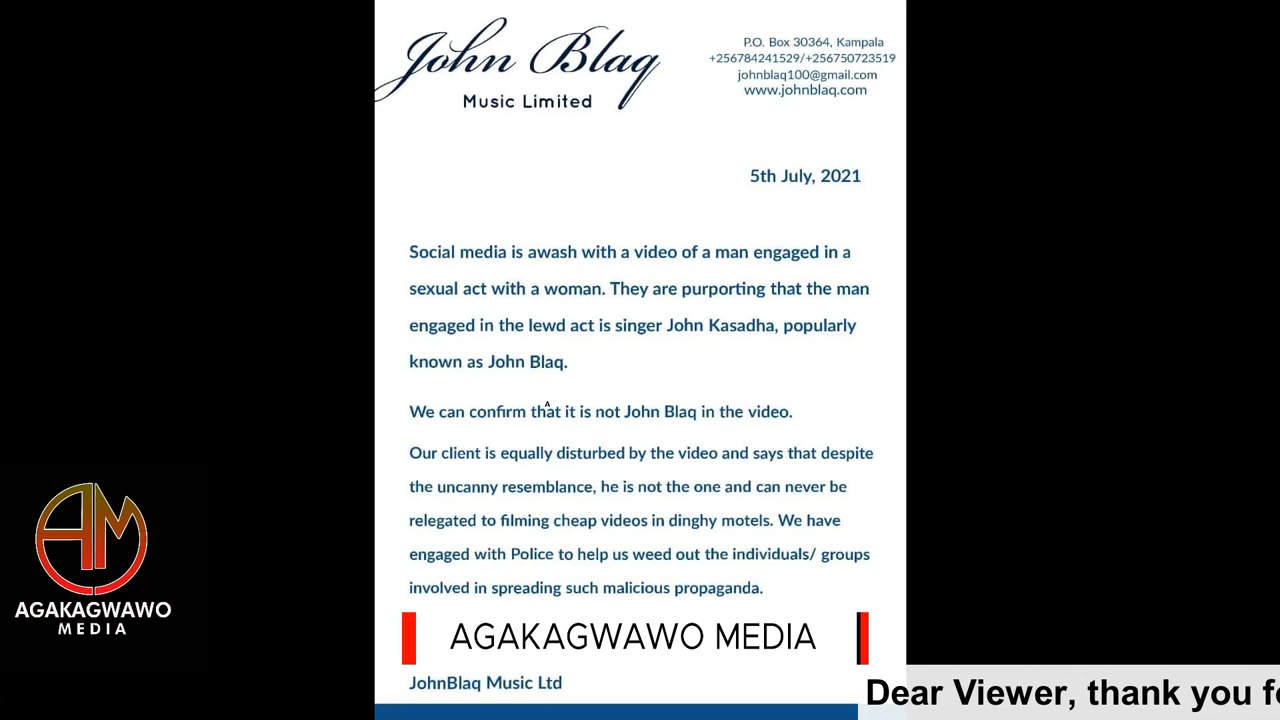 John Blaq
Music Limited
P.O. Box 30364, Kampala
+256784241529/+256750723519
johnblaq100@gmail.com
www.johnblaq.com
5th July, 2021
Social media is awash with a video of a man engaged in a
sexual act with a woman. They are purporting that the man
engaged in the lewd act is singer John Kasadha, popularly
known as John Blaq.
We can confirm that it is not John Blaq in the video.
Our client is equally disturbed by the video and says that despite
the uncanny resemblance, he is not the one and can never be
relegated to filming cheap videos in dinghy motels. We have
engaged with Police to help us weed out the individuals/ groups
involved in spreading such malicious propaganda.
AGAKAGWAWO MEDIA
JohnBlaq Music Ltd
AM
AGAKAGWAWO
MEDIA
Dear Viewer, thank you